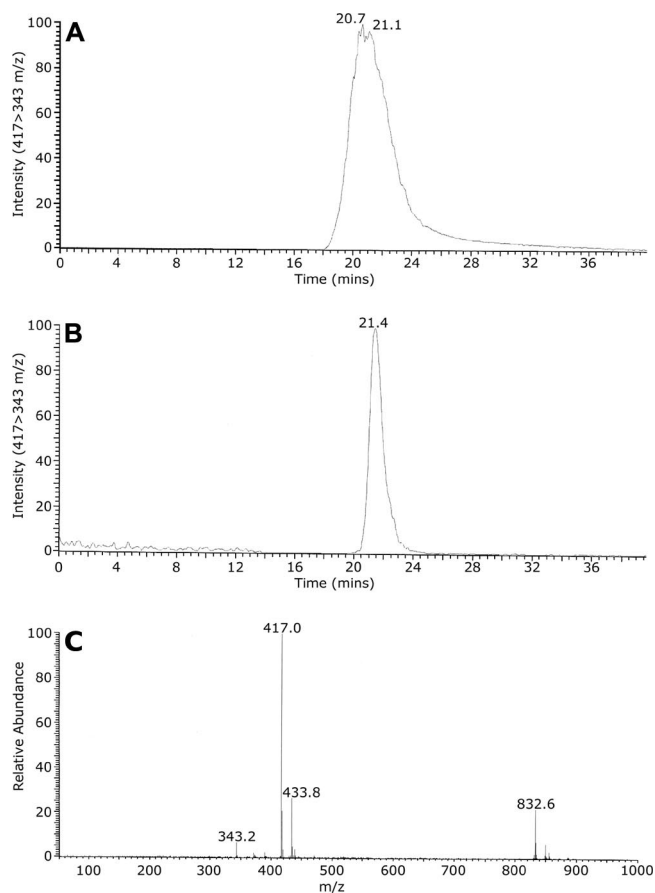 A
20.7
21.1
100
80
60
40
20
0
Intensity (417>343 m/z)
0 4 8 12 16 20 24 28 32 36
Time (mins)
B
21.4
100
80
60
40
20
0
Intensity (417>343 m/z)
0 4 8 12 16 20 24 28 32 36
Time (mins)
C
417.0
100
80
60
40
20
0
Relative Abundance
433.8
832.6
343.2
100 200 300 400 500 600 700 800 900 1000
m/z